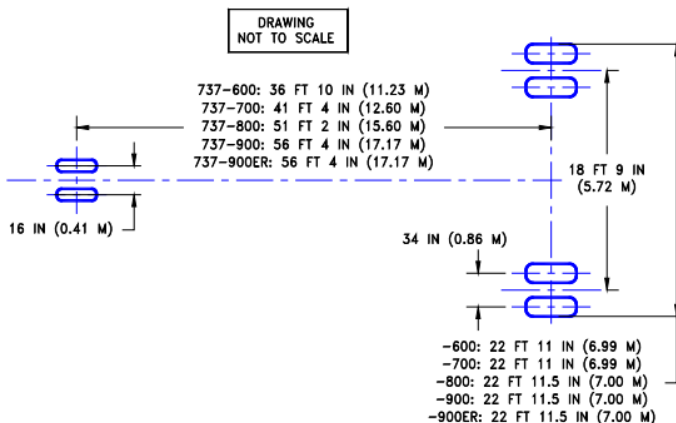 DRAWING
NOT TO SCALE
737-600: 36 FT 10 IN (11.23 M)
737-700: 41 FT 4 IN (12.60 M)
737-800: 51 FT 2 IN (15.60 M)
737-900: 56 FT 4 IN (17.17 M)
737-900ER: 56 FT 4 IN (17.17 M)
18 FT 9 IN
(5.72 M)
16 IN (0.41 M)
34 IN (0.86 M)
-600: 22 FT 11 IN (6.99 M)
-700: 22 FT 11 IN (6.99 M)
-800: 22 FT 11.5 IN (7.00 M)
-900: 22 FT 11.5 IN (7.00 M)
-900ER: 22 FT 11.5 IN (7.00 M)